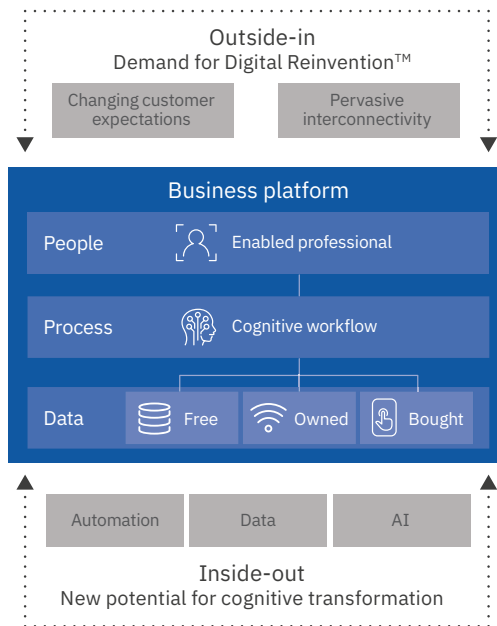 Outside-in
Demand for Digital Reinvention™
Changing customer
expectations
Pervasive
interconnectivity
Business platform
People
Enabled professional
Process
Cognitive workflow
Data
Free
Owned
Bought
Automation
Data
AI
Inside-out
New potential for cognitive transformation